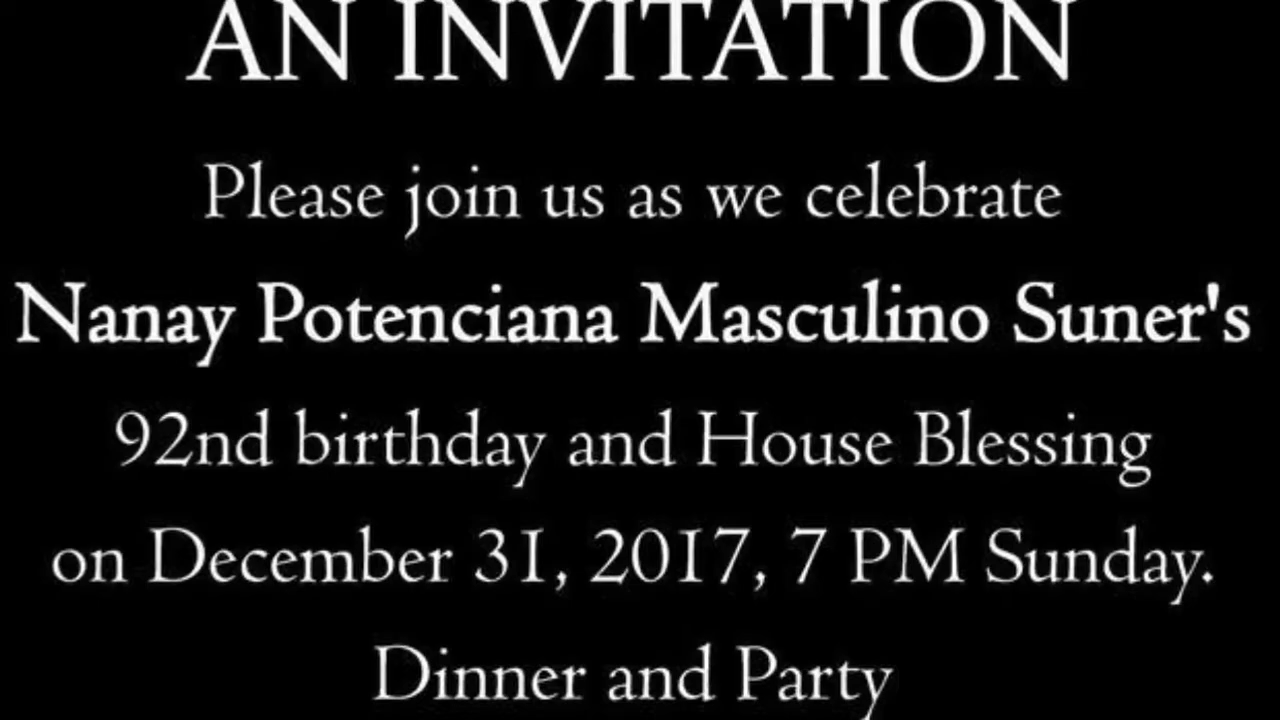 AN INVITATION
Please join us as we celebrate
Nanay Potenciana Masculino Suner's
92nd birthday and House Blessing
on December 31, 2017, 7 PM Sunday.
Dinner and Party